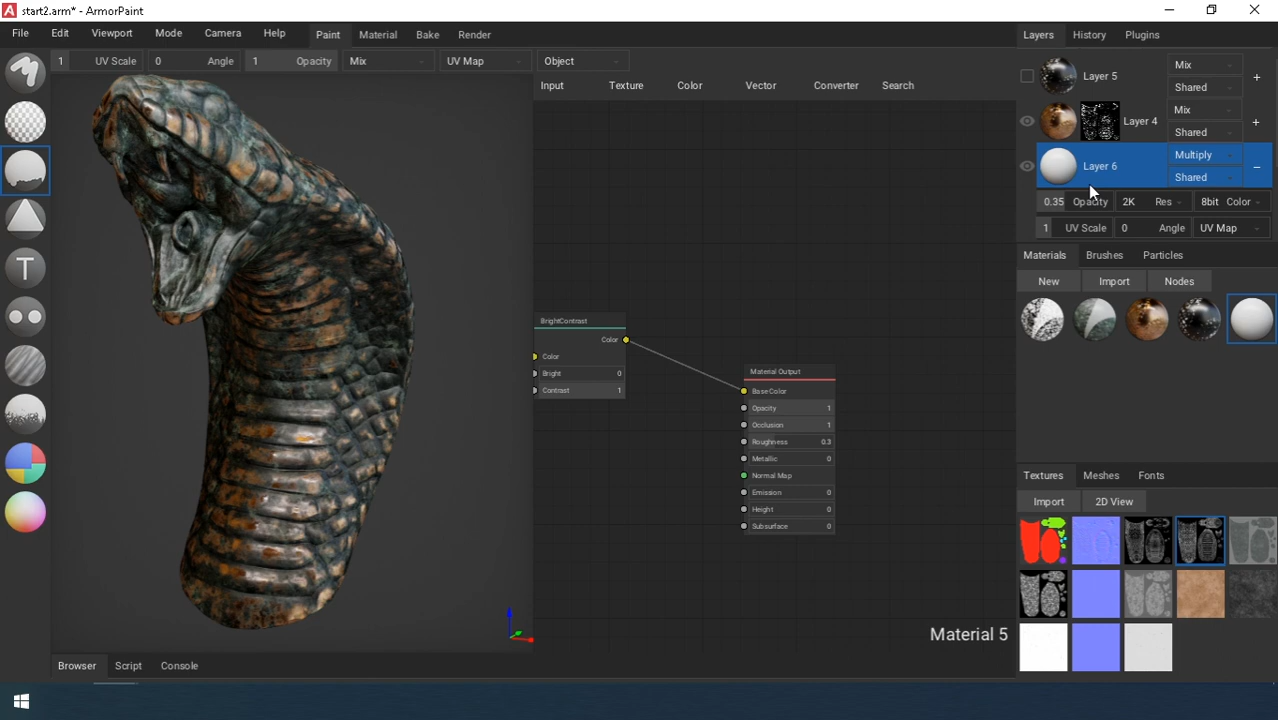 start2.arm* - ArmorPaint
File Edit Viewport Mode Camera Help Paint Material Bake Render Layers History Plugins
1 UV Scale 0 Angle 1 Opacity Mix UV Map Object
Input Texture Color Vector Converter Search
Layer 5 Mix
Shared
+
Layer 4 Mix
Shared
+
Layer 6 Multiply
Shared
-
0.35 Opacity 2K Res 8bit Color
1 UV Scale 0 Angle UV Map
Materials Brushes Particles
New Import Nodes
T
BrightContrast
Color
Color
Bright 0
Contrast 1
Material Output
BaseColor
Opacity 1
Occlusion 1
Roughness 0.3
Metallic 0
Normal Map
Emission 0
Height 0
Subsurface 0
Textures Meshes Fonts
Import 2D View
Material 5
Browser Script Console